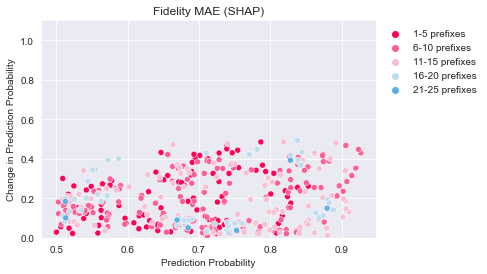 Fidelity MAE (SHAP)
1-5 prefixes
6-10 prefixes
11-15 prefixes
16-20 prefixes
21-25 prefixes
Change in Prediction Probability
1.0
0.8
0.6
0.4
0.2
0.0
0.5 0.6 0.7 0.8 0.9
Prediction Probability